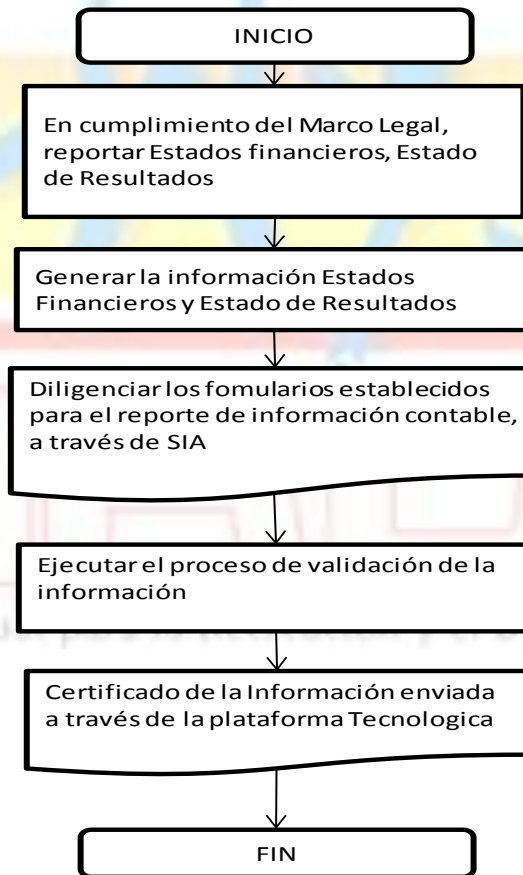 INICIO
En cumplimiento del Marco Legal,
reportar Estados financieros, Estado
de Resultados
Generar la información Estados
Financieros y Estado de Resultados
Diligenciar los fomularios establecidos
para el reporte de información contable,
a través de SIA
Ejecutar el proceso de validación de la
información
Certificado de la Información enviada
a través de la plataforma Tecnologica
FIN